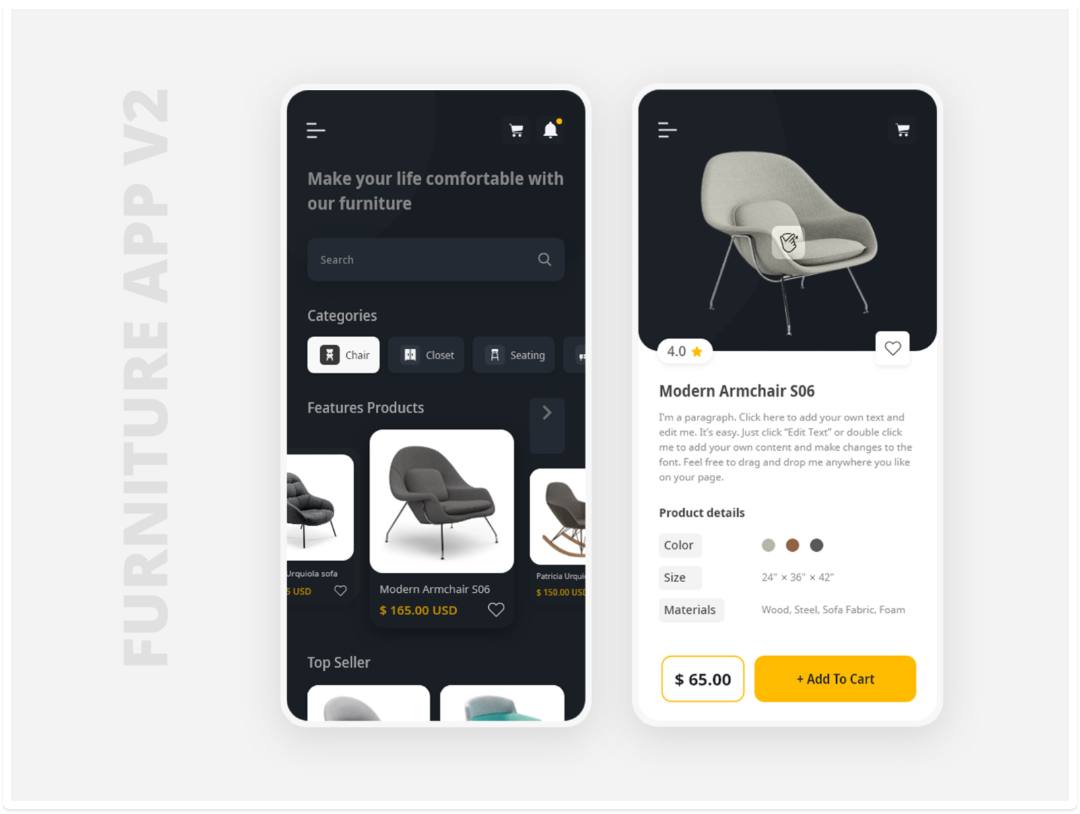 FURNITURE APP V2
Make your life comfortable with
our furniture
Search
Categories
Chair
Closet
Seating
Features Products
Urquiola sofa
5 USD
Modern Armchair S06
$ 165.00 USD
Patricia Urqui
$ 150.00 USD
Top Seller
4.0
Modern Armchair S06
I'm a paragraph. Click here to add your own text and
edit me. It's easy. Just click “Edit Text” or double click
me to add your own content and make changes to the
font. Feel free to drag and drop me anywhere you like
on your page.
Product details
Color
Size
24" × 36" × 42"
Materials
Wood, Steel, Sofa Fabric, Foam
$ 65.00
+ Add To Cart